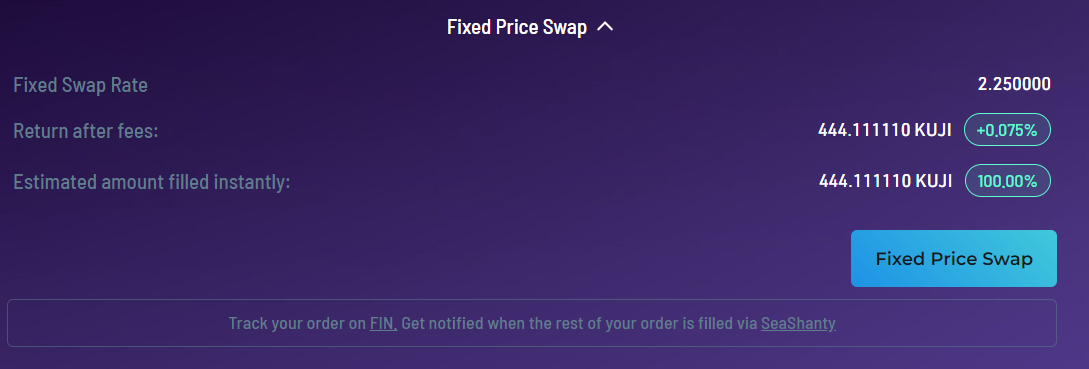 Fixed Price Swap
Fixed Swap Rate 2.250000
Return after fees: 444.111110 KUJI +0.075%
Estimated amount filled instantly: 444.111110 KUJI 100.00%
Fixed Price Swap
Track your order on FIN. Get notified when the rest of your order is filled via SeaShanty